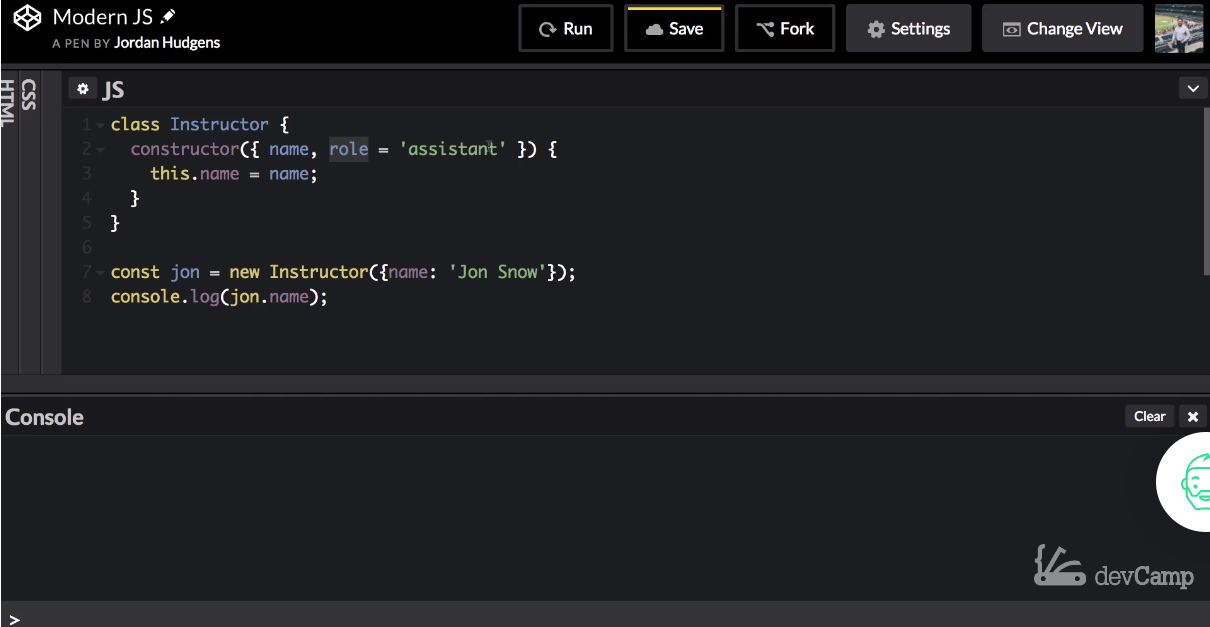 Modern JS
A PEN BY Jordan Hudgens
Run
Save
Fork
Settings
Change View
HTML
CSS
JS
1 class Instructor {
2 constructor({ name, role = 'assistant' }) {
3 this.name = name;
4 }
5 }
6
7 const jon = new Instructor({name: 'Jon Snow'});
8 console.log(jon.name);
Console
Clear
devCamp
>